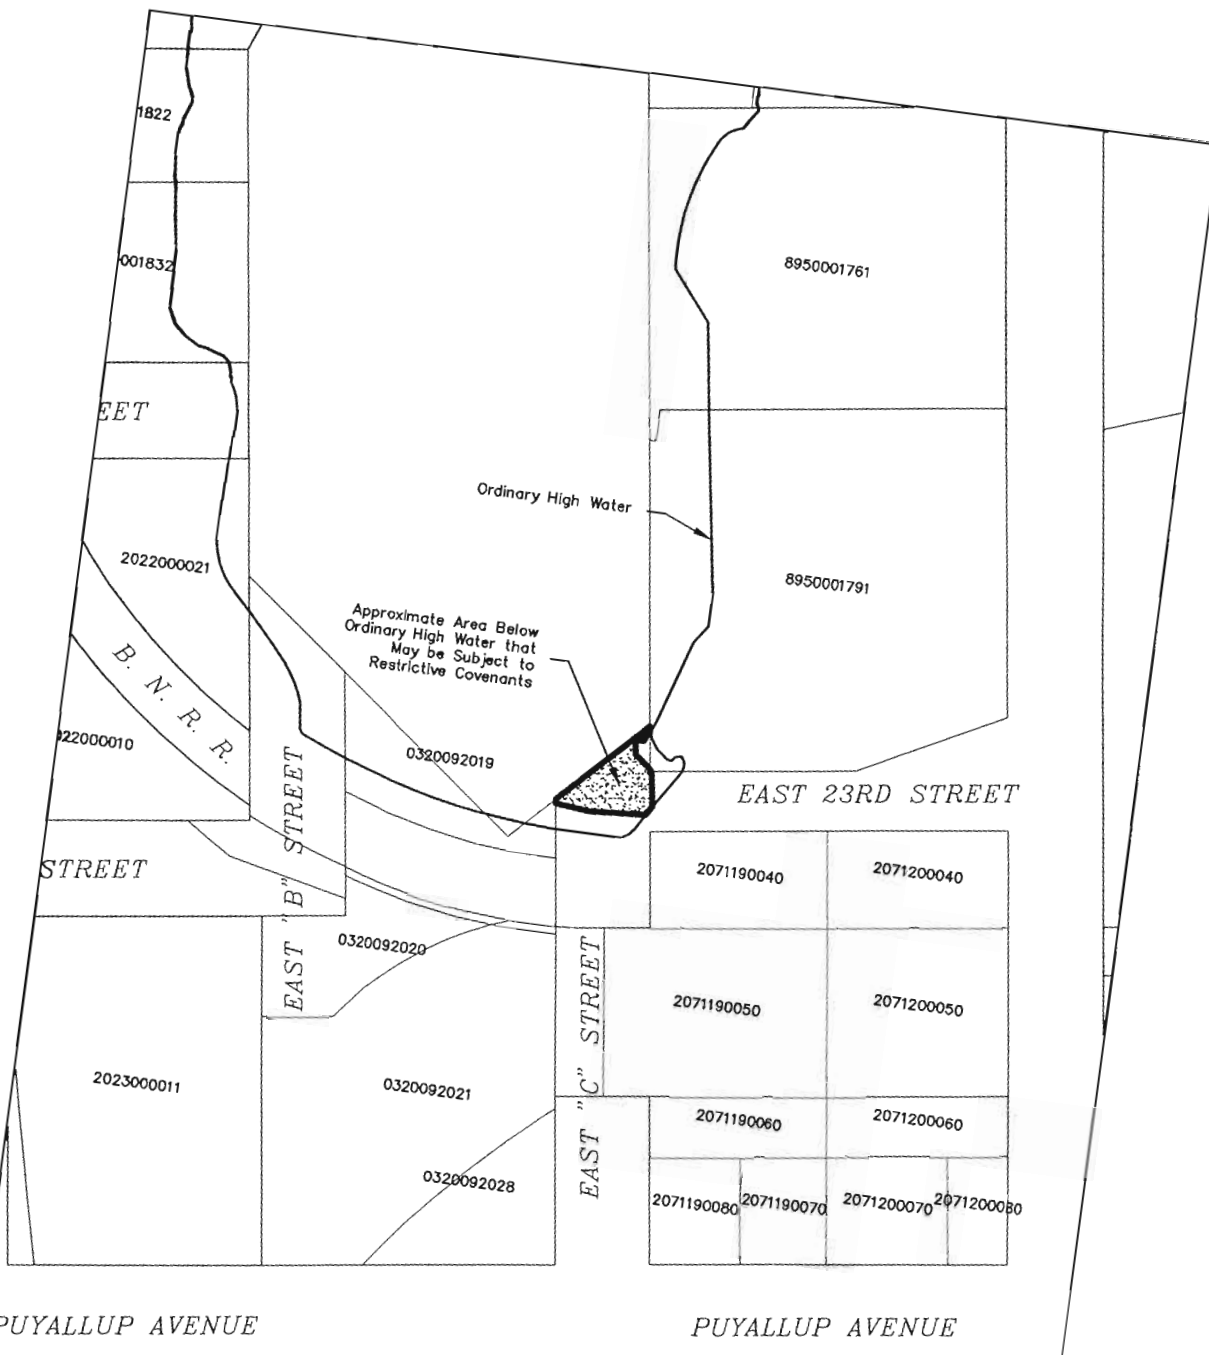 1822
001832
8950001761
EET
Ordinary High Water
2022000021
8950001791
Approximate Area Below
Ordinary High Water that
May be Subject to
Restrictive Covenants
B. N. R. R.
22000010
0320092019
EAST 23RD STREET
EAST "B" STREET
STREET
2071190040
2071200040
0320092020
EAST "C" STREET
2071190050
2071200050
2023000011
0320092021
2071190060
2071200060
0320092028
2071190080
2071190070
2071200070
2071200080
PUYALLUP AVENUE
PUYALLUP AVENUE